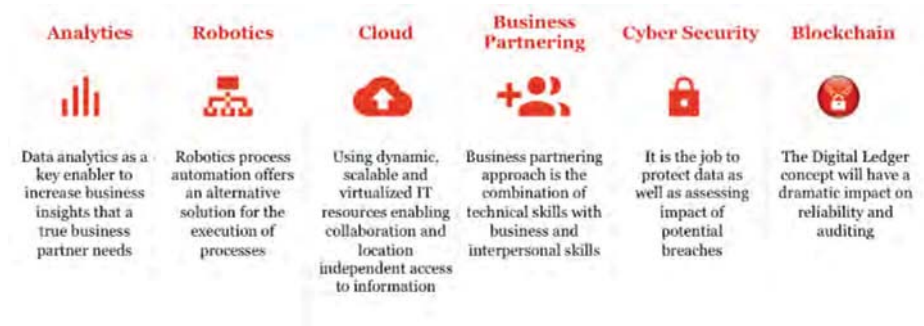 Analytics
Data analytics as a
key enabler to
increase business
insights that a
true business
partner needs
Robotics
Robotics process
automation offers
an alternative
solution for the
execution of
processes
Cloud
Using dynamic,
scalable and
virtualized IT
resources enabling
collaboration and
location
independent access
to information
Business
Partnering
Business partnering
approach is the
combination of
technical skills with
business and
interpersonal skills
Cyber Security
It is the job to
protect data as
well as assessing
impact of
potential
breaches
Blockchain
The Digital Ledger
concept will have a
dramatic impact on
reliability and
auditing